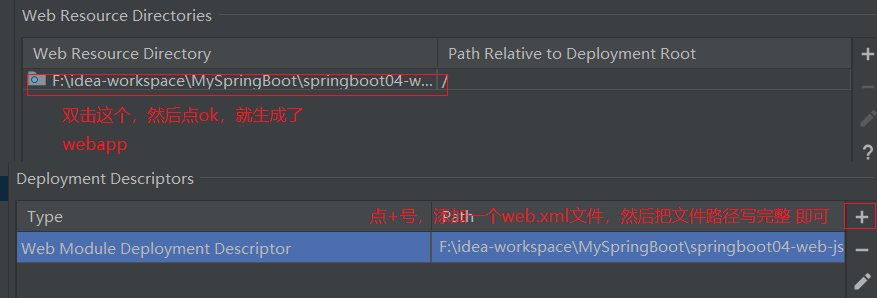 Web Resource Directories
Web Resource Directory Path Relative to Deployment Root
F:\idea-workspace\MySpringBoot\springboot04-w... /
双击这个，然后点ok，就生成了
webapp
Deployment Descriptors
Type Path
点+号，添加一个web.xml文件，然后把文件路径写完整 即可
Web Module Deployment Descriptor F:\idea-workspace\MySpringBoot\springboot04-web-js